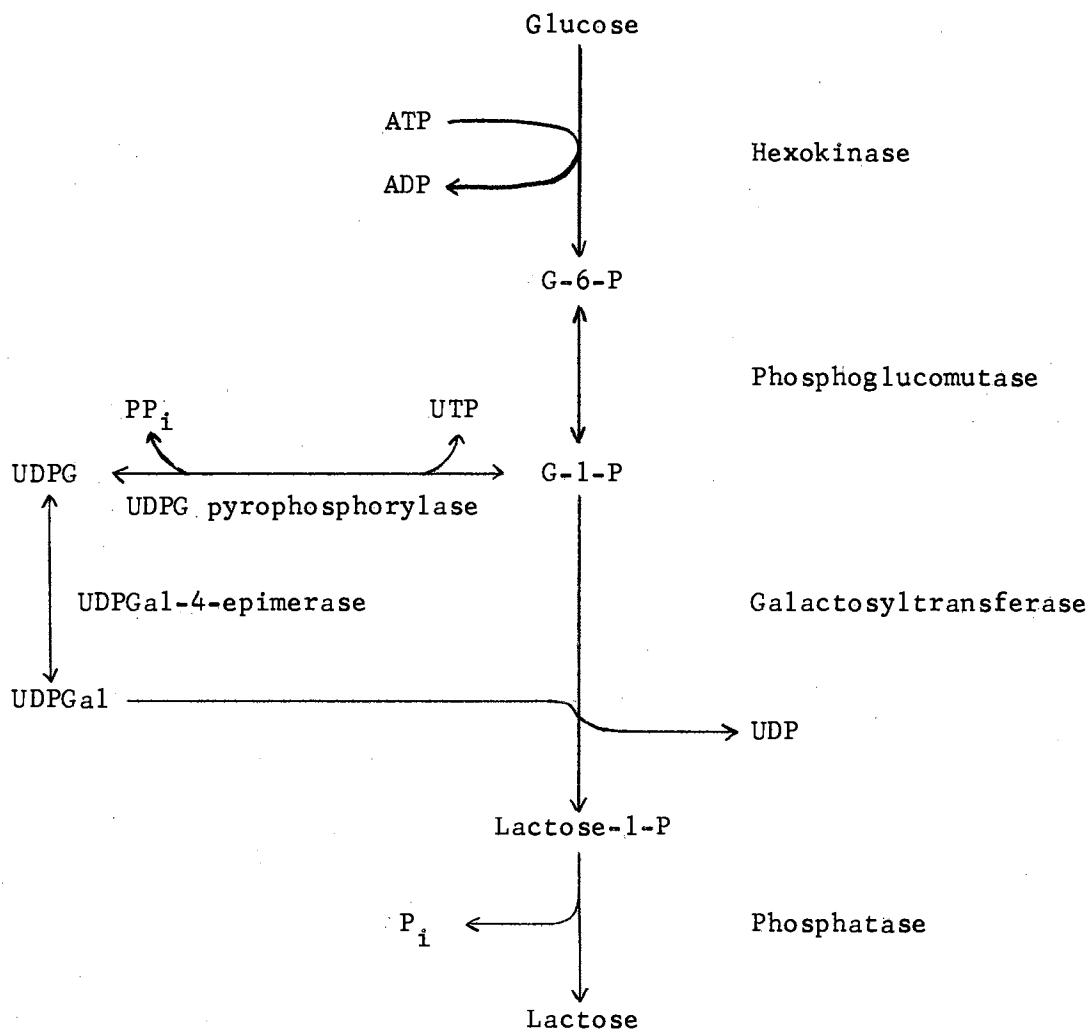 Glucose
ATP
Hexokinase
ADP
G-6-P
Phosphoglucomutase
PPi
UTP
UDPG
G-1-P
UDPG pyrophosphorylase
UDPGal-4-epimerase
Galactosyltransferase
UDPGal
UDP
Lactose-1-P
Pi
Phosphatase
Lactose